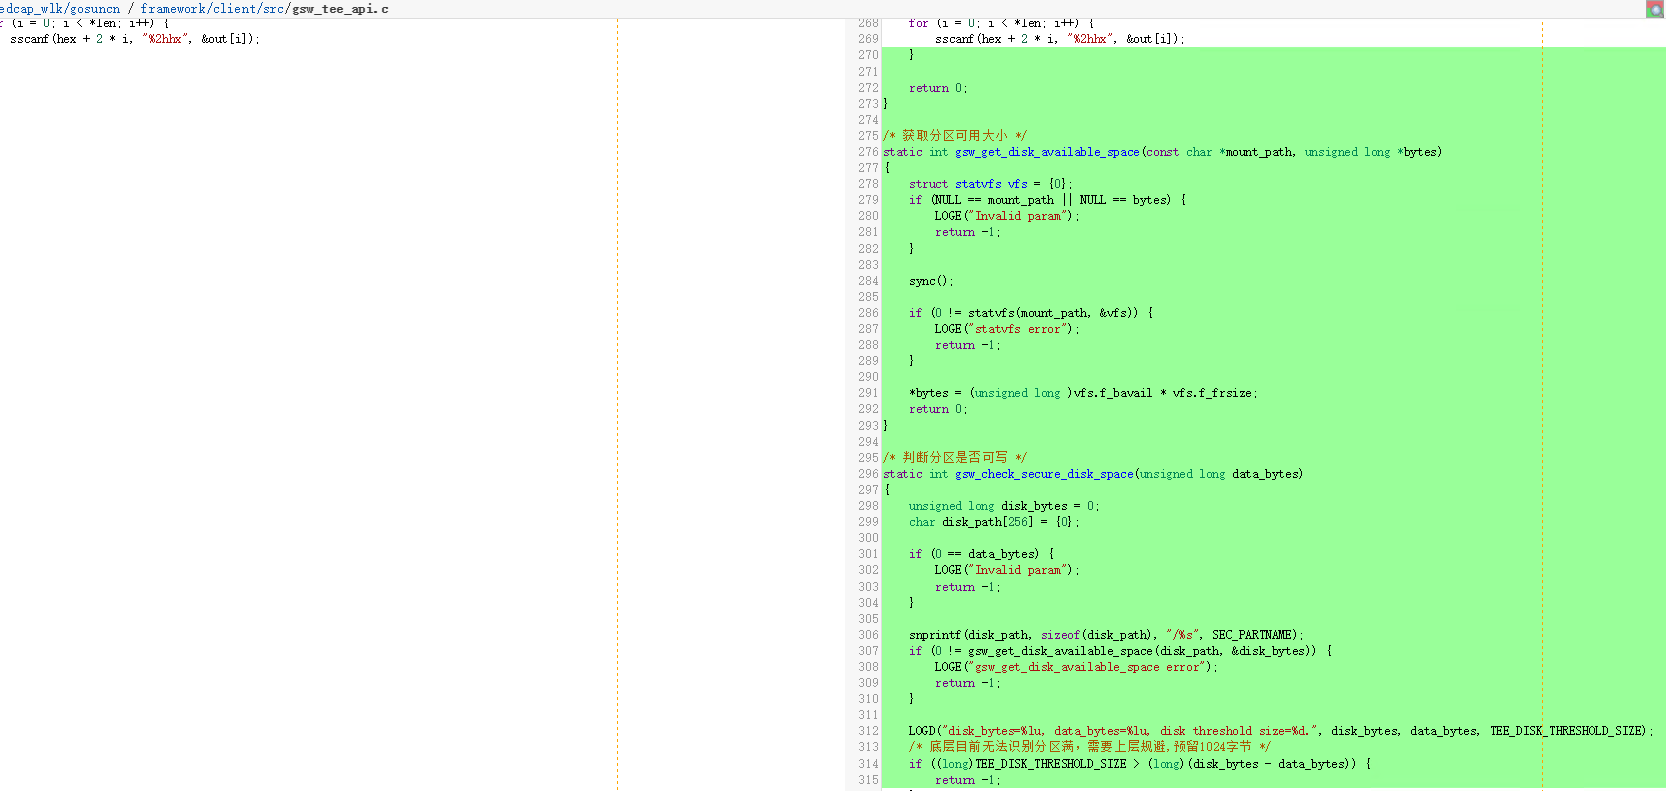 edcap_wlk/gosuncn / framework/client/src/gsw_tee_api.c
r (i = 0; i < *len; i++) {
sscanf(hex + 2 * i, "%2hhx", &out[i]);
268 for (i = 0; i < *len; i++) {
269 sscanf(hex + 2 * i, "%2hhx", &out[i]);
270 }
271
272 return 0;
273 }
274
275 /* 获取分区可用大小 */
276 static int gsw_get_disk_available_space(const char *mount_path, unsigned long *bytes)
277 {
278 struct statvfs vfs = {0};
279 if (NULL == mount_path || NULL == bytes) {
280 LOGE("Invalid param");
281 return -1;
282 }
283
284 sync();
285
286 if (0 != statvfs(mount_path, &vfs)) {
287 LOGE("statvfs error");
288 return -1;
289 }
290
291 *bytes = (unsigned long )vfs.f_bavail * vfs.f_frsize;
292 return 0;
293 }
294
295 /* 判断分区是否可写 */
296 static int gsw_check_secure_disk_space(unsigned long data_bytes)
297 {
298 unsigned long disk_bytes = 0;
299 char disk_path[256] = {0};
300
301 if (0 == data_bytes) {
302 LOGE("Invalid param");
303 return -1;
304 }
305
306 snprintf(disk_path, sizeof(disk_path), "/%s", SEC_PARTNAME);
307 if (0 != gsw_get_disk_available_space(disk_path, &disk_bytes)) {
308 LOGE("gsw_get_disk_available_space error");
309 return -1;
310 }
311
312 LOGD("disk_bytes=%lu, data_bytes=%lu, disk threshold size=%d.", disk_bytes, data_bytes, TEE_DISK_THRESHOLD_SIZE);
313 /* 底层目前无法识别分区满，需要上层规避,预留1024字节 */
314 if ((long)TEE_DISK_THRESHOLD_SIZE > (long)(disk_bytes - data_bytes)) {
315 return -1;